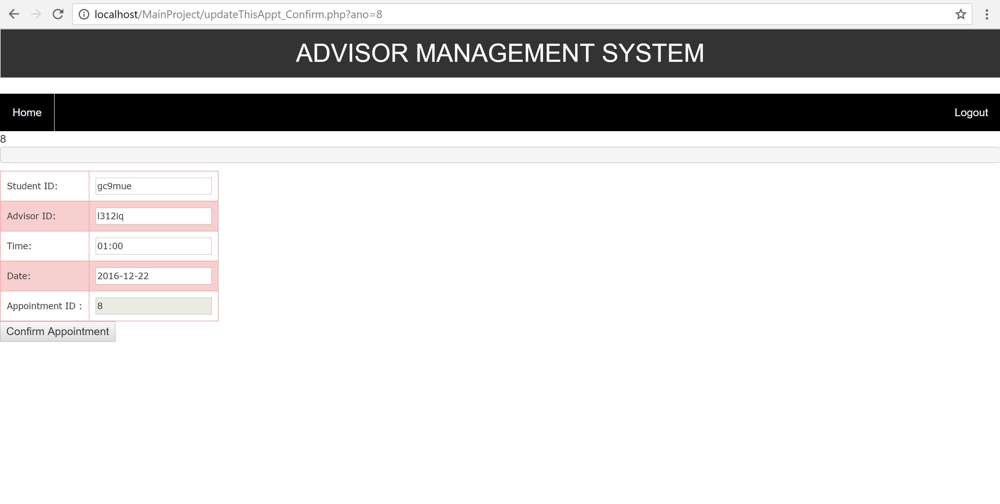 localhost/MainProject/updateThisAppt_Confirm.php?ano=8
ADVISOR MANAGEMENT SYSTEM
Home Logout
8
Student ID: gc9mue
Advisor ID: l312iq
Time: 01:00
Date: 2016-12-22
Appointment ID : 8
Confirm Appointment